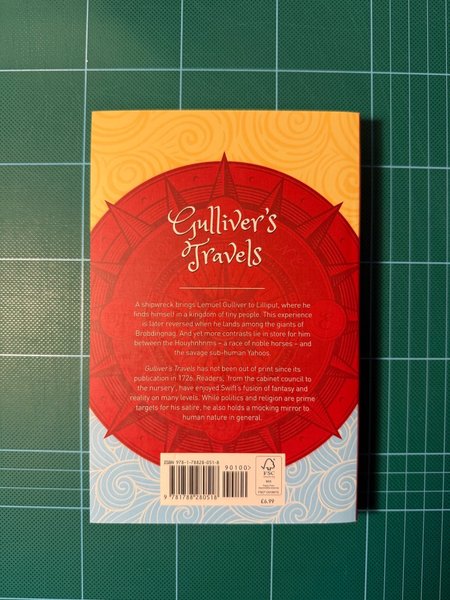 Gulliver's
Travels
A shipwreck brings Lemuel Gulliver to Lilliput, where he
finds himself in a kingdom of tiny people. This experience
is later reversed when he lands among the giants of
Brobdingnag. And yet more contrasts lie in store for him
between the Houyhnhnms – a race of noble horses – and
the savage sub-human Yahoos.
Gulliver's Travels has not been out of print since its
publication in 1726. Readers, 'from the cabinet council to
the nursery', have enjoyed Swift's fusion of fantasy and
reality on many levels. While politics and religion are prime
targets for his satire, he also holds a mocking mirror to
human nature in general.
ISBN 978-1-78828-051-8
90100>
9 781788 280518
FSC
MIX
£6.99